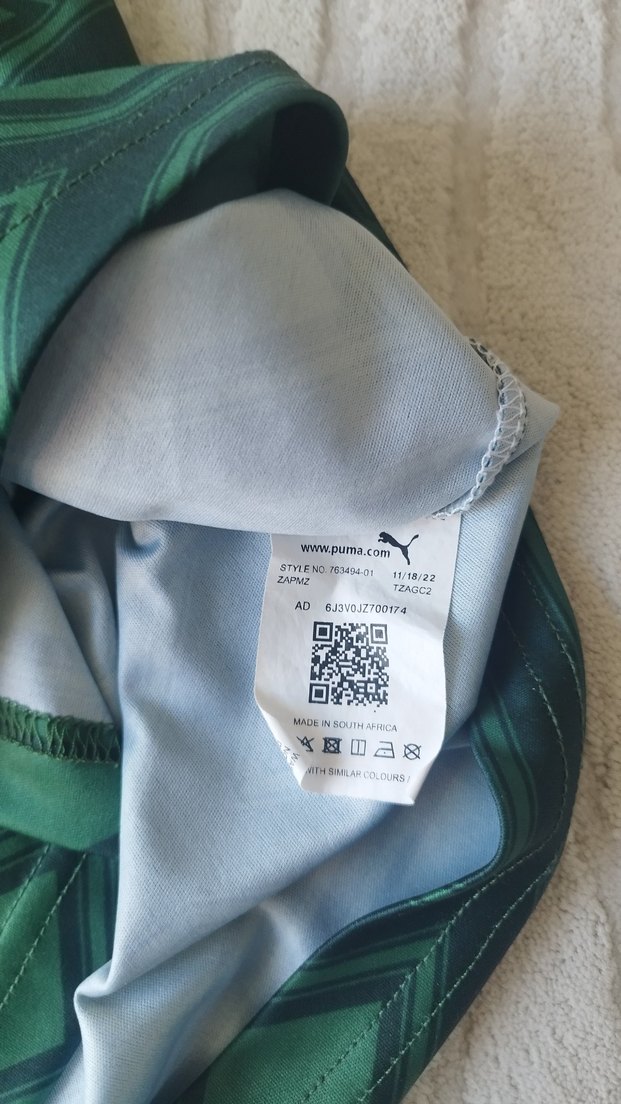 www.puma.com
STYLE NO. 763494-01 11/18/22
ZAPMZ TZAGC2
AD 6J3V0JZ700174
MADE IN SOUTH AFRICA
WITH SIMILAR COLOURS /